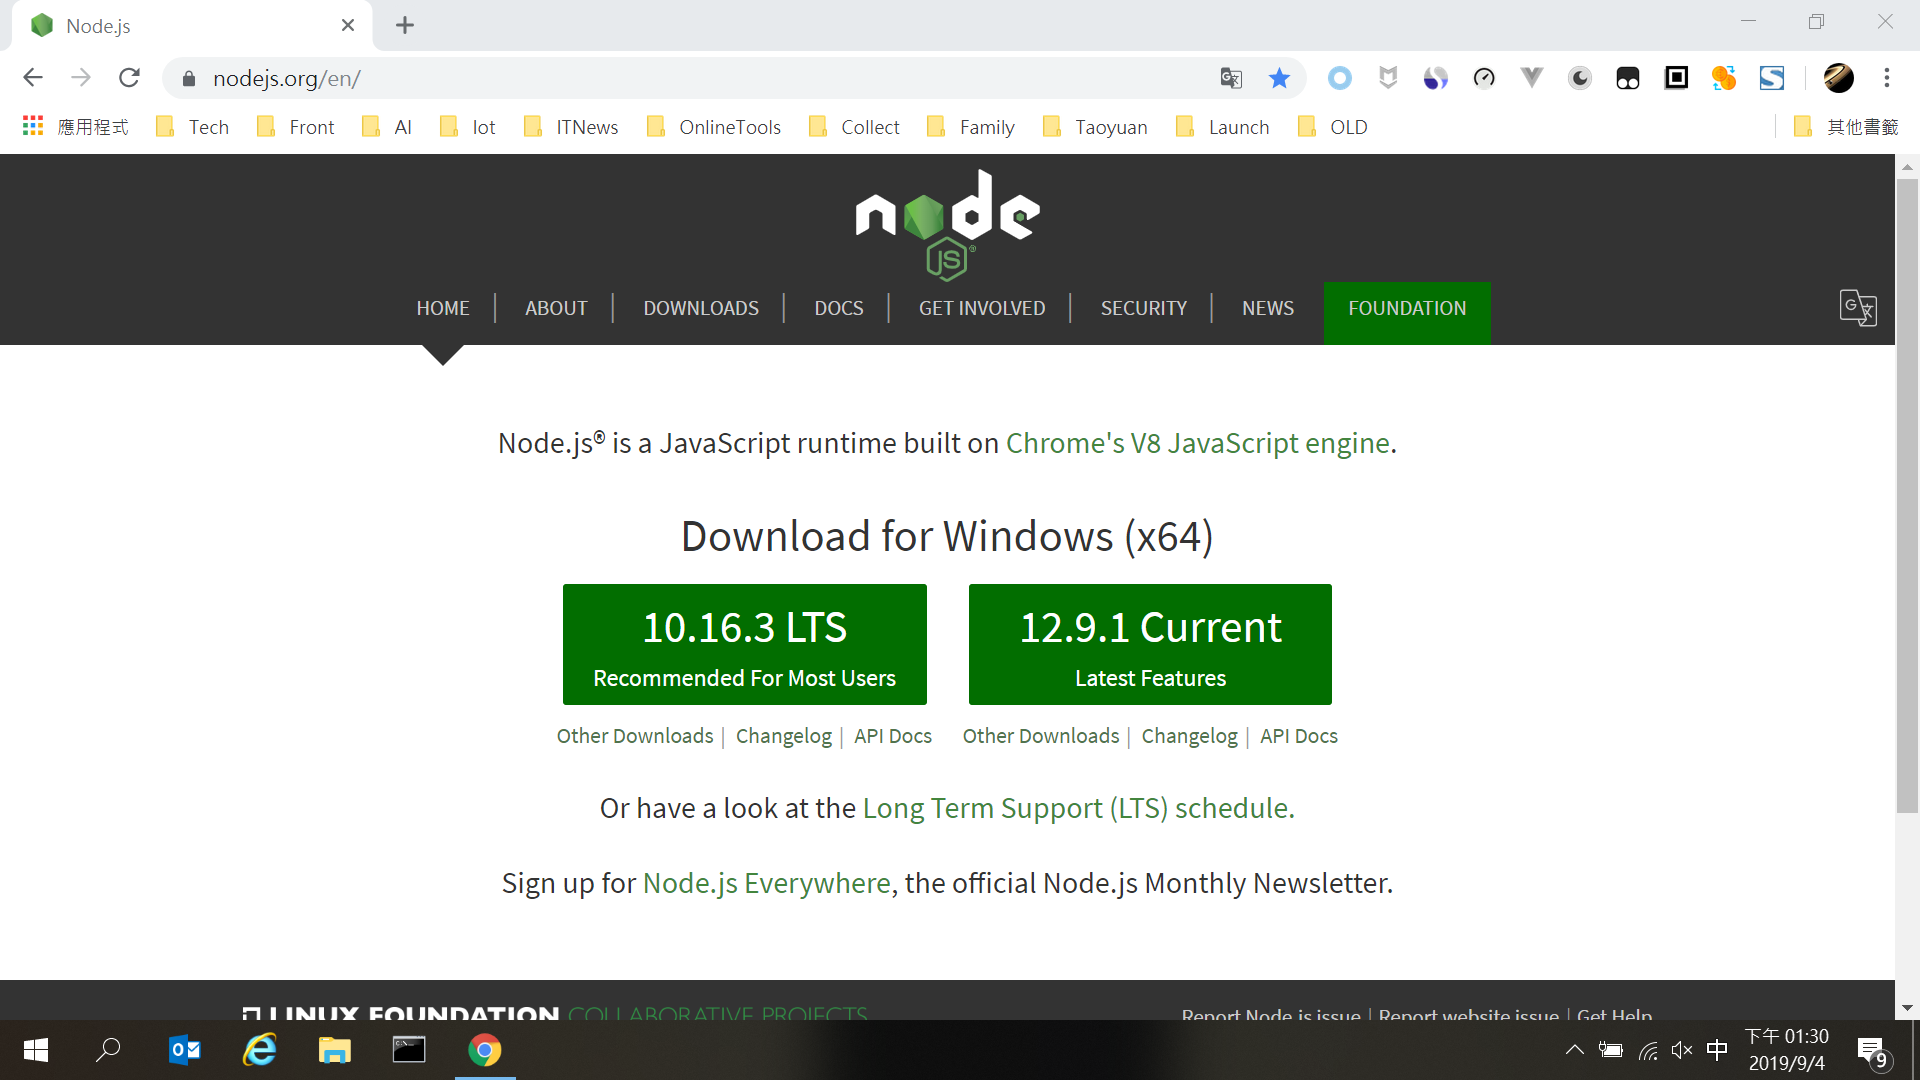 Node.js
nodejs.org/en/
應用程式 Tech Front AI Iot ITNews OnlineTools Collect Family Taoyuan Launch OLD 其他書籤
node
JS
HOME ABOUT DOWNLOADS DOCS GET INVOLVED SECURITY NEWS FOUNDATION
Node.js® is a JavaScript runtime built on Chrome's V8 JavaScript engine.
Download for Windows (x64)
10.16.3 LTS
Recommended For Most Users
12.9.1 Current
Latest Features
Other Downloads | Changelog | API Docs
Other Downloads | Changelog | API Docs
Or have a look at the Long Term Support (LTS) schedule.
Sign up for Node.js Everywhere, the official Node.js Monthly Newsletter.
LINUX FOUNDATION COLLABORATIVE PROJECTS
Report Node.js issue | Report website issue | Get Help
中
下午 01:30
2019/9/4
9